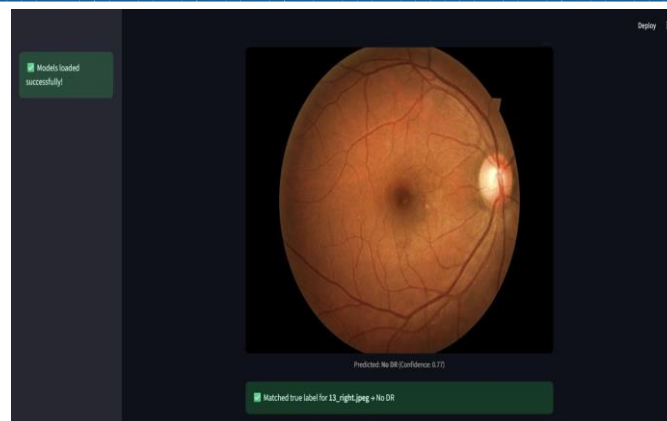 Deploy
✅ Models loaded
successfully!
Predicted: No DR (Confidence: 0.77)
✅ Matched true label for 13_right.jpeg → No DR